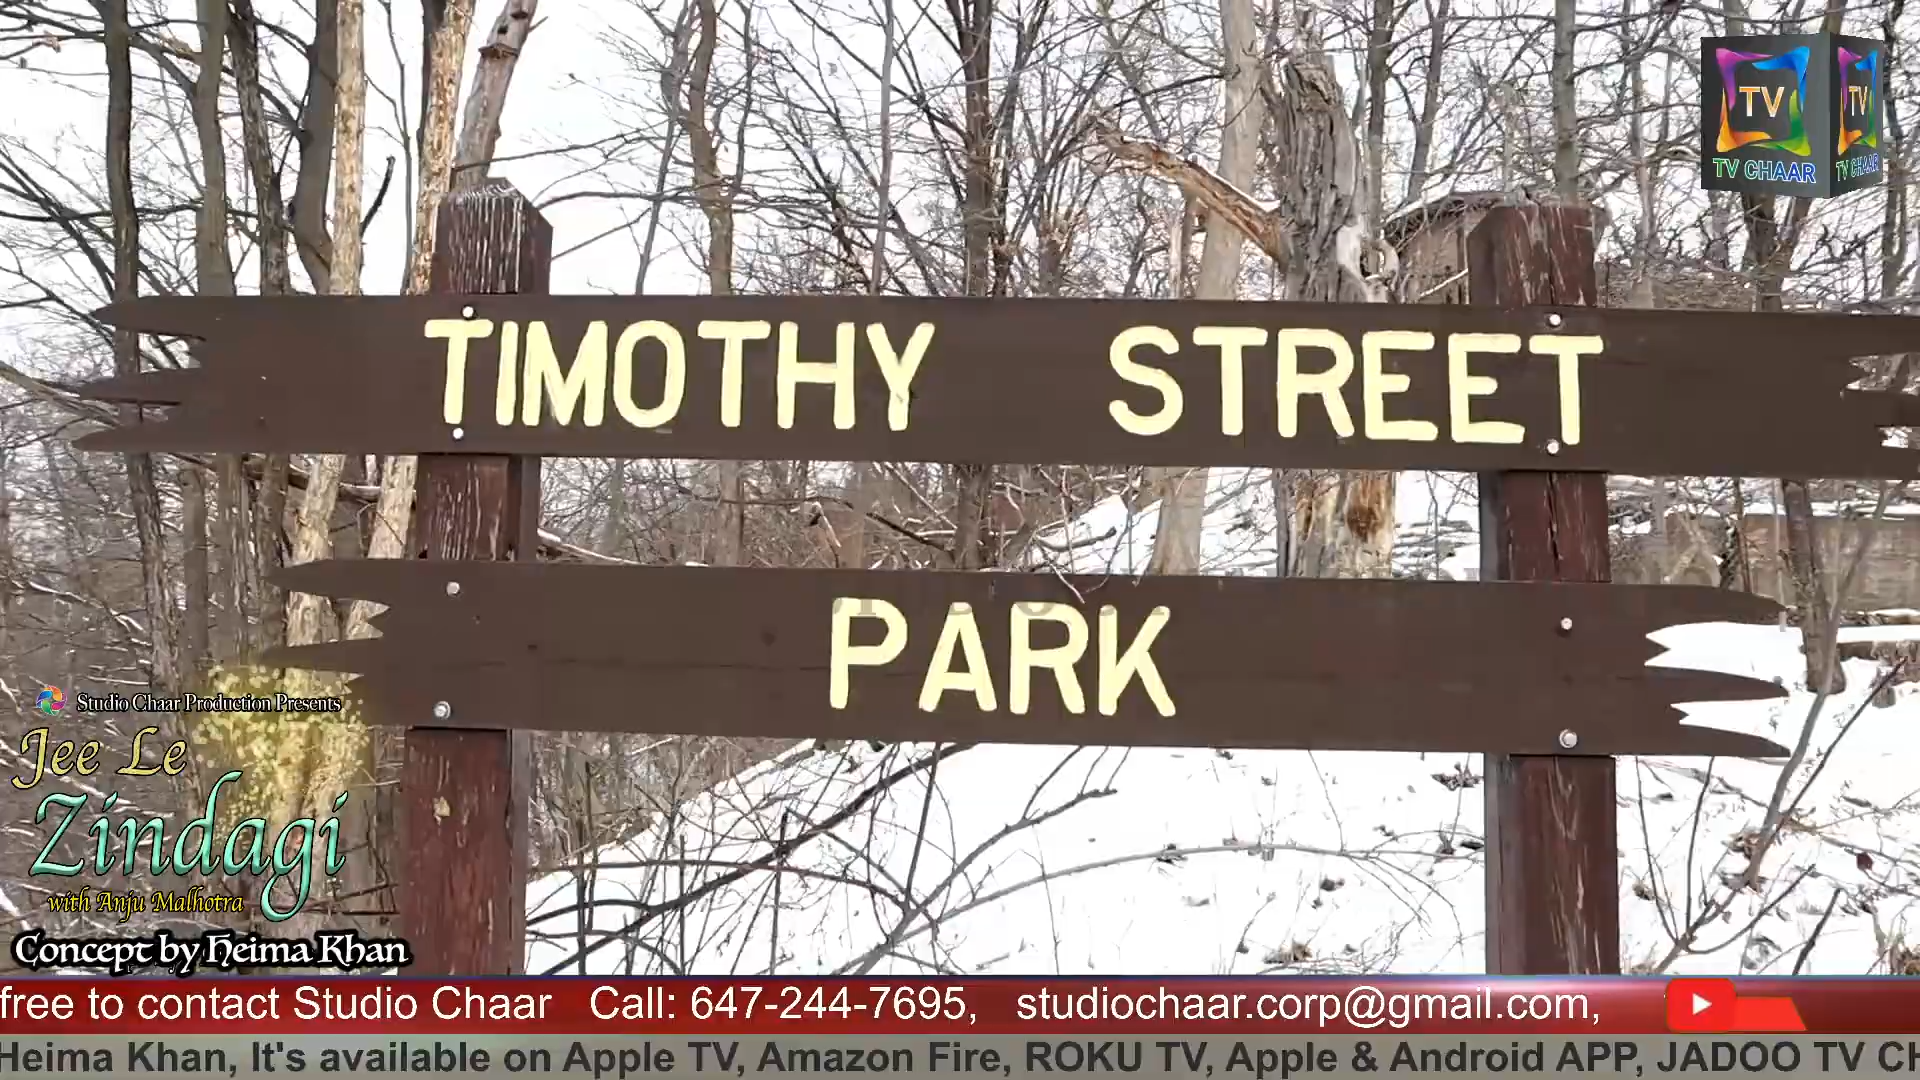 TV
TV
TV CHAAR
TV CHAAR
TIMOTHY STREET
PARK
Studio Chaar Production Presents
Jee Le
Zindagi
with Anju Malhotra
Concept by Heima Khan
free to contact Studio Chaar Call: 647-244-7695, studiochaar.corp@gmail.com,
Heima Khan, It's available on Apple TV, Amazon Fire, ROKU TV, Apple & Android APP, JADOO TV CH